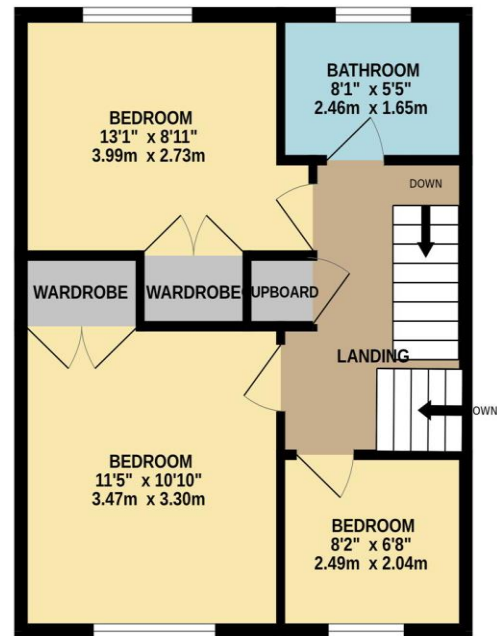 BATHROOM
8'1" x 5'5"
2.46m x 1.65m
BEDROOM
13'1" x 8'11"
3.99m x 2.73m
DOWN
WARDROBE
WARDROBE
UPBOARD
LANDING
OWN
BEDROOM
11'5" x 10'10"
3.47m x 3.30m
BEDROOM
8'2" x 6'8"
2.49m x 2.04m